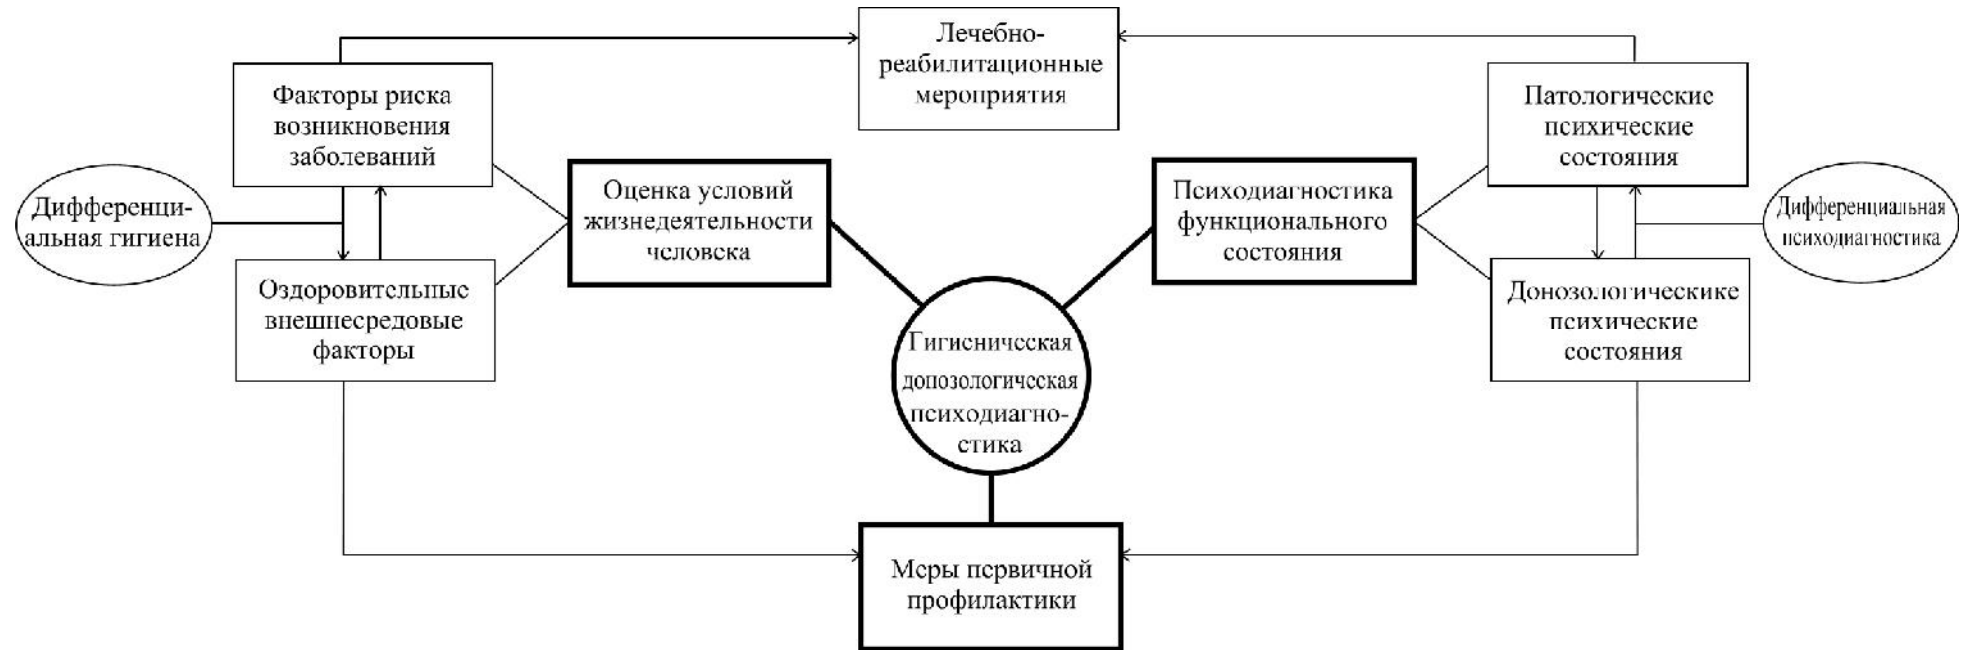 Лечебно-
реабилитационные
мероприятия
Факторы риска
возникновения
заболеваний
Патологические
психические
состояния
Оценка условий
жизнедеятельности
человека
Психодиагностика
функционального
состояния
Дифференци-
альная гигиена
Дифференциальная
психодиагностика
Оздоровительные
внешнесредовые
факторы
Донозологическике
психические
состояния
Гигиеническая
донозологическая
психодиагно-
стика
Меры первичной
профилактики